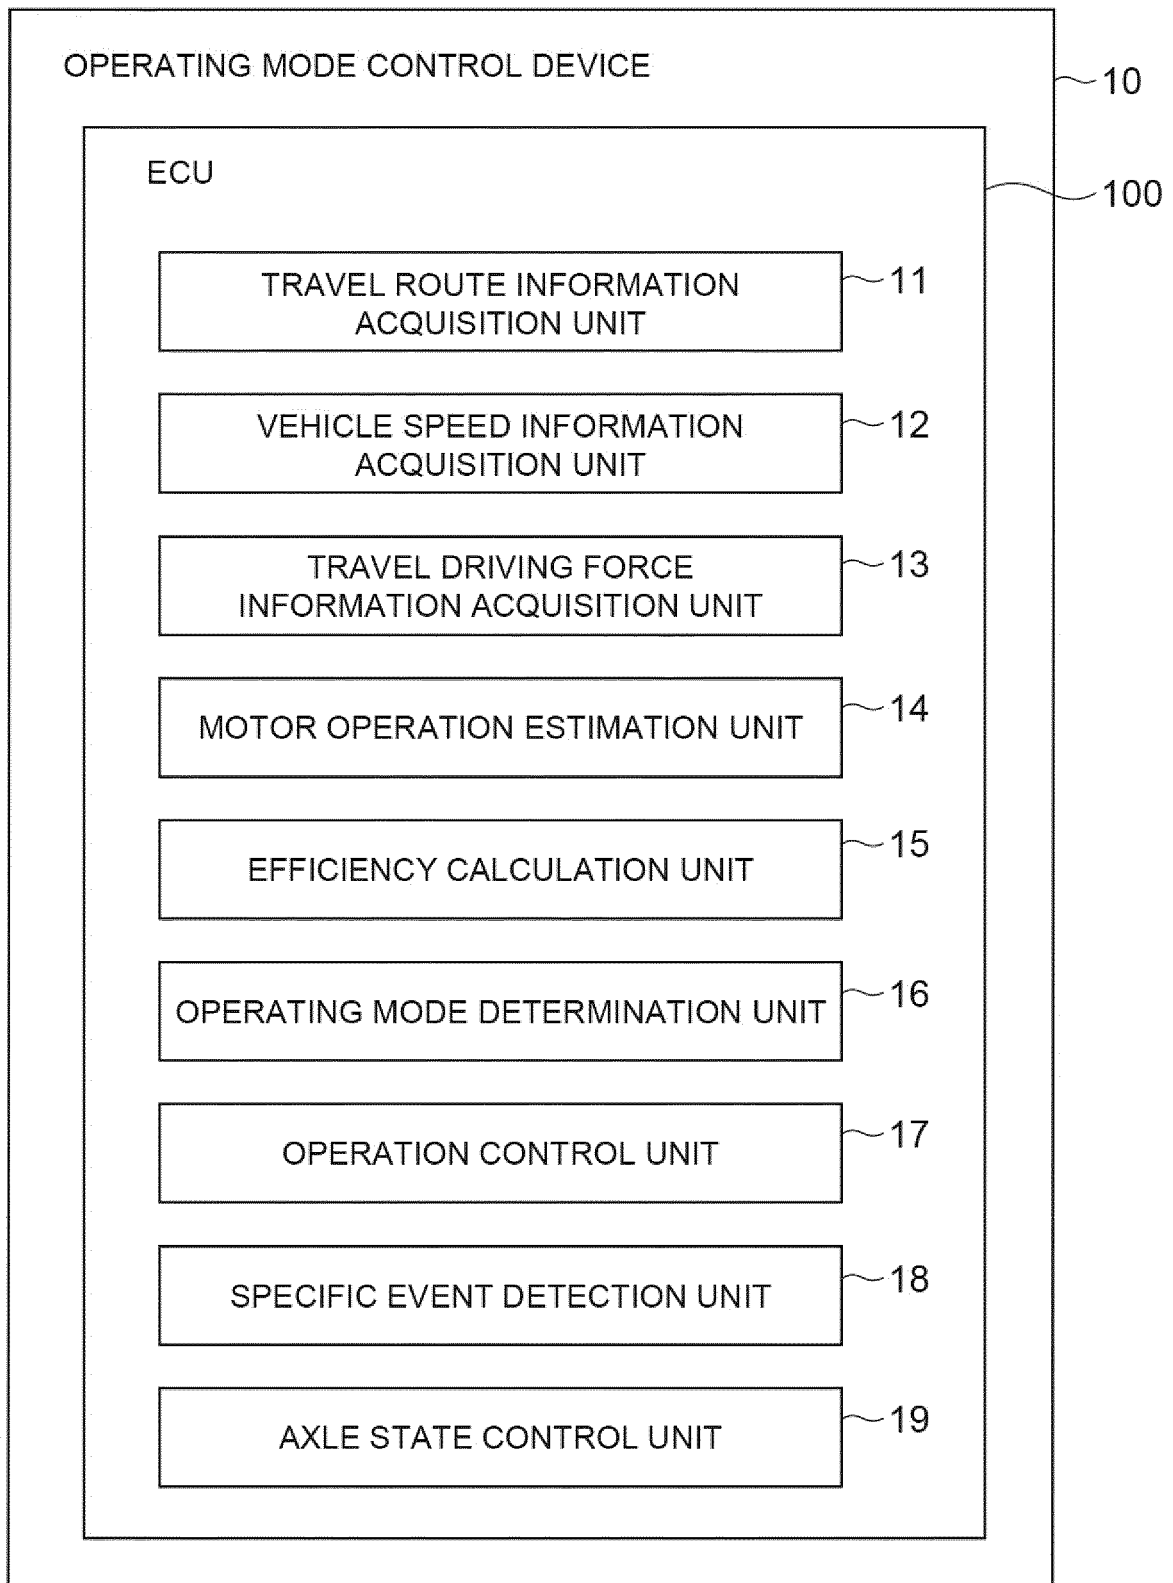 OPERATING MODE CONTROL DEVICE
10
ECU
100
TRAVEL ROUTE INFORMATION
ACQUISITION UNIT
11
VEHICLE SPEED INFORMATION
ACQUISITION UNIT
12
TRAVEL DRIVING FORCE
INFORMATION ACQUISITION UNIT
13
MOTOR OPERATION ESTIMATION UNIT
14
EFFICIENCY CALCULATION UNIT
15
OPERATING MODE DETERMINATION UNIT
16
OPERATION CONTROL UNIT
17
SPECIFIC EVENT DETECTION UNIT
18
AXLE STATE CONTROL UNIT
19